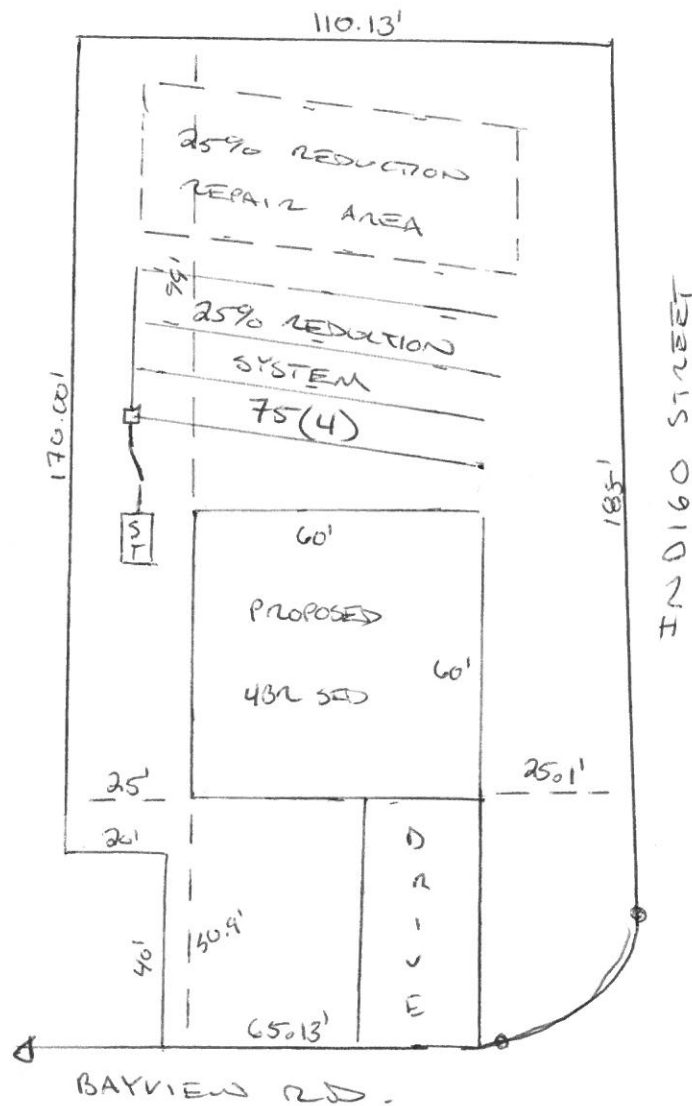 110.13'
25% REDUCTION
REPAIR AREA
25% REDUCTION
SYSTEM
75(4)
170.00'
185'
INDIGO STREET
ST
60'
PROPOSED
4BR SFD
60'
25'
25.1'
20'
40'
50.9'
DRIVE
65.13'
BAYVIEW RD.